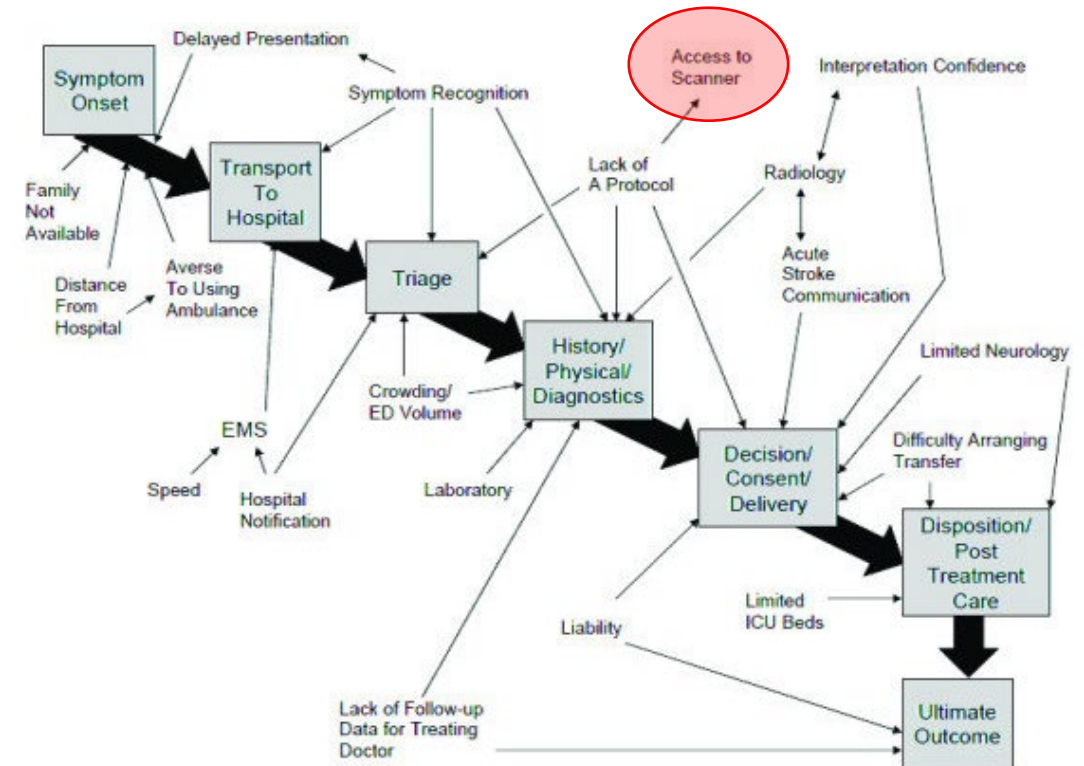 Delayed Presentation
Symptom
Onset
Symptom Recognition
Access to
Scanner
Interpretation Confidence
Family
Not
Available
Transport
To
Hospital
Lack of
A Protocol
Radiology
Distance
From
Hospital
Averse
To Using
Ambulance
Triage
Acute
Stroke
Communication
History/
Physical/
Diagnostics
Limited Neurology
Crowding/
ED Volume
EMS
Speed
Hospital
Notification
Laboratory
Decision/
Consent/
Delivery
Difficulty Arranging
Transfer
Disposition/
Post
Treatment
Care
Limited
ICU Beds
Liability
Lack of Follow-up
Data for Treating
Doctor
Ultimate
Outcome